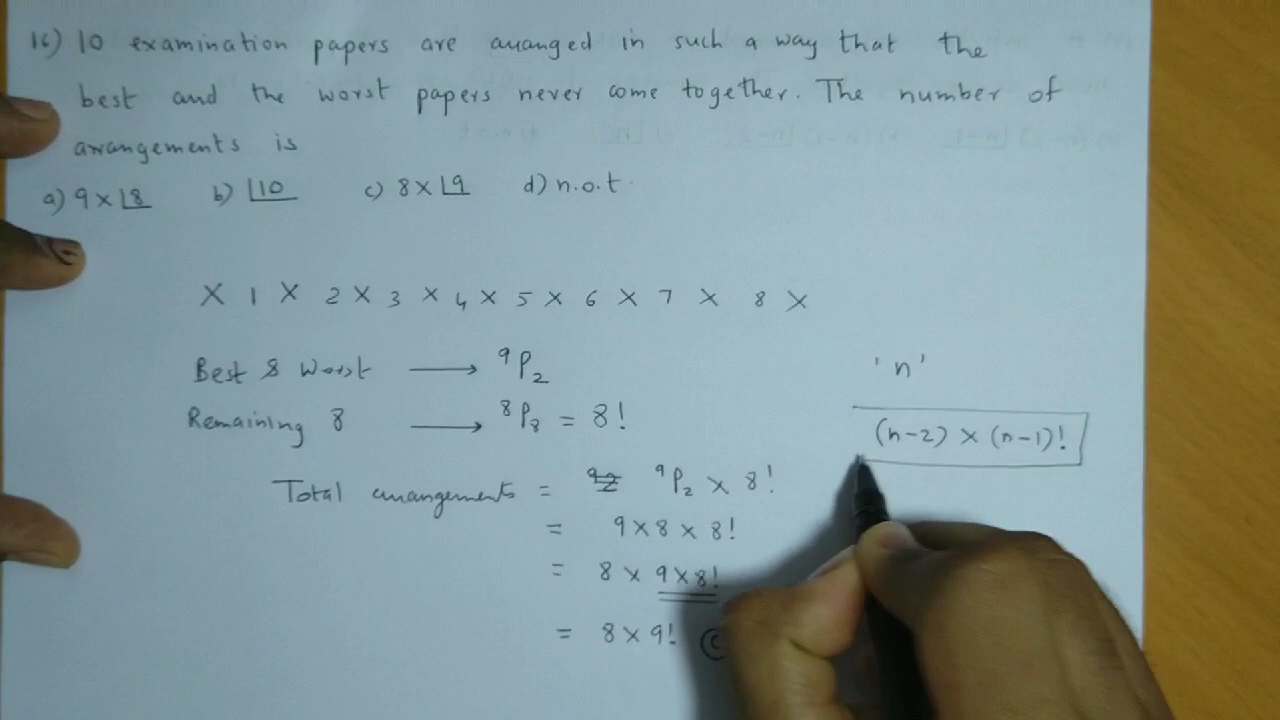 16) 10 examination papers are arranged in such a way that the
best and the worst papers never come together. The number of
arrangements is
a) 9 × ⌊8 b) ⌊10 c) 8 × ⌊9 d) n.o.t.
× 1 × 2 × 3 × 4 × 5 × 6 × 7 × 8 ×
Best & Worst ⟶ ⁹P₂
Remaining 8 ⟶ ⁸P₈ = 8!
'n'
(n-2) × (n-1)!
Total arrangements = ⁹P₂ × 8!
= 9 × 8 × 8!
= 8 × 9 × 8!
= 8 × 9! (c